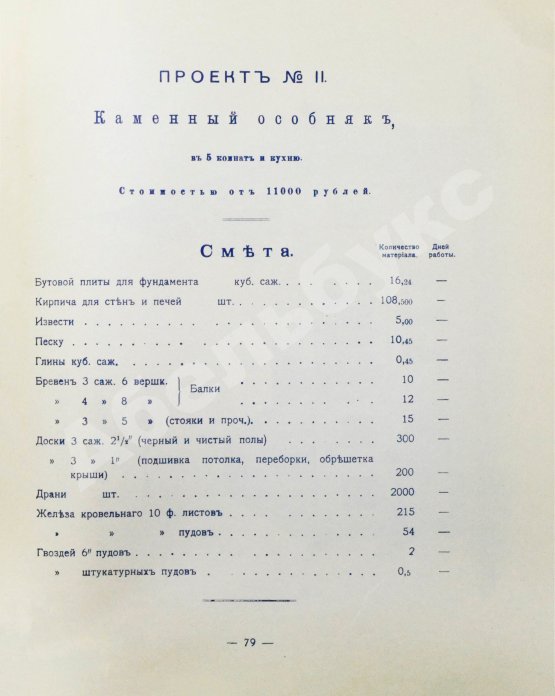 ПРОЕКТЪ № II.
Каменный особнякъ,
въ 5 комнат и кухню.
Стоимостью отъ 11000 рублей.
Смѣта.
Количество матеріала.
Дней работы.
Бутовой плиты для фундамента куб. саж. 16,24 —
Кирпича для стѣн и печей шт. 108,500 —
Извести 5,00 —
Песку 10,45 —
Глины куб. саж. 0,45 —
Бревенъ 3 саж. 6 вершк. } Балки 10 —
» 4 » 8 » 12 —
» 3 » 5 » (стояки и проч.). 15 —
Доски 3 саж. 2¹/₂" (черный и чистый полы) 300 —
» 3 » 1" (подшивка потолка, переборки, обрѣшетка
крыши) 200 —
Драни шт. 2000 —
Желѣза кровельнаго 10 ф. листовъ 215 —
» » » пудовъ 54 —
Гвоздей 6" пудовъ 2 —
» штукатурныхъ пудовъ 0,5 —
— 79 —